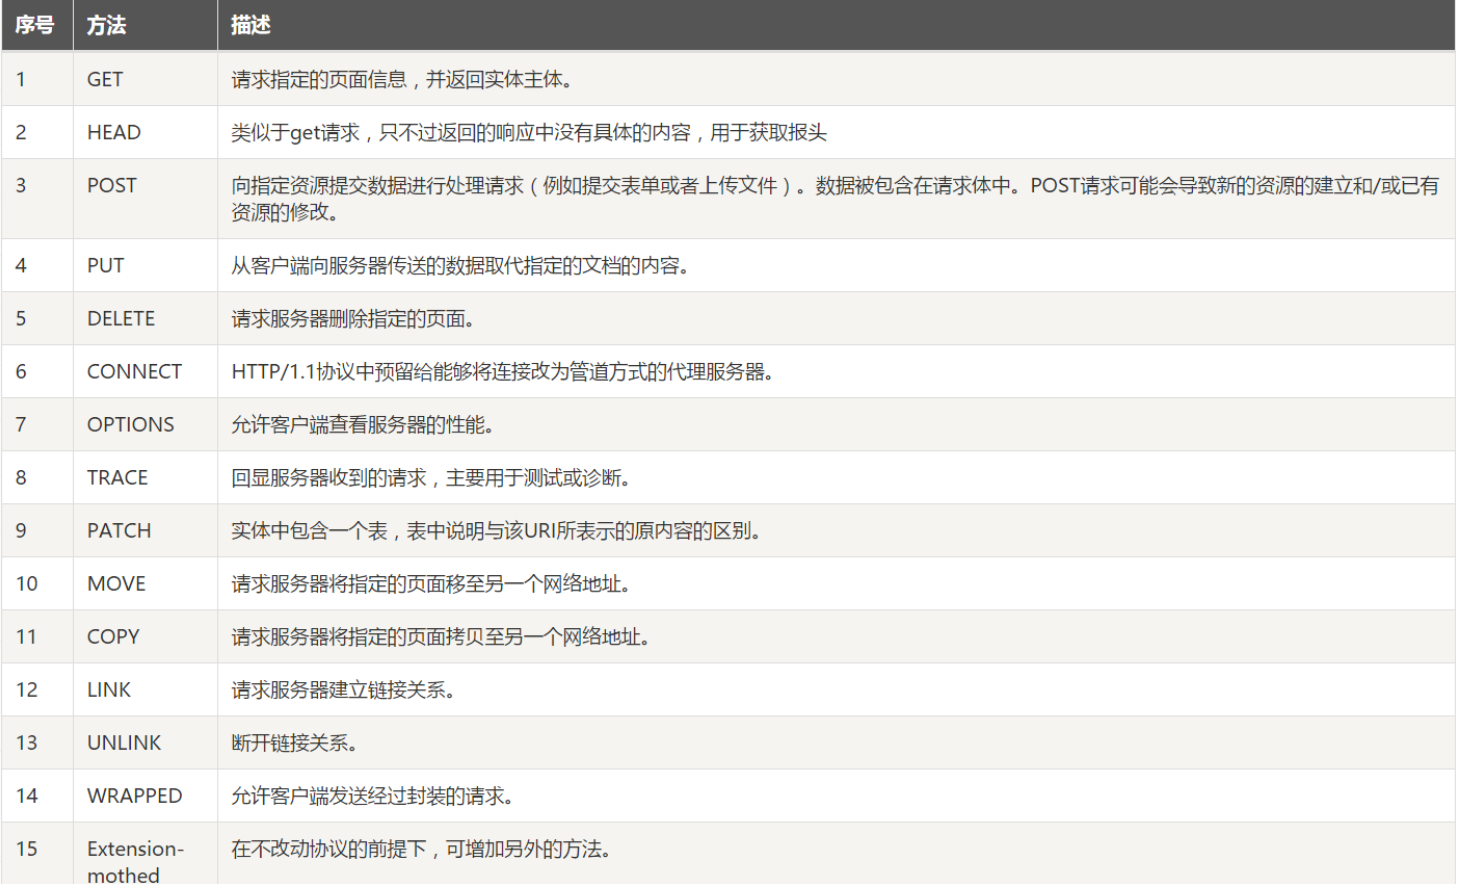 序号 方法 描述
1 GET 请求指定的页面信息，并返回实体主体。
2 HEAD 类似于get请求，只不过返回的响应中没有具体的内容，用于获取报头
3 POST 向指定资源提交数据进行处理请求（例如提交表单或者上传文件）。数据被包含在请求体中。POST请求可能会导致新的资源的建立和/或已有
资源的修改。
4 PUT 从客户端向服务器传送的数据取代指定的文档的内容。
5 DELETE 请求服务器删除指定的页面。
6 CONNECT HTTP/1.1协议中预留给能够将连接改为管道方式的代理服务器。
7 OPTIONS 允许客户端查看服务器的性能。
8 TRACE 回显服务器收到的请求，主要用于测试或诊断。
9 PATCH 实体中包含一个表，表中说明与该URI所表示的原内容的区别。
10 MOVE 请求服务器将指定的页面移至另一个网络地址。
11 COPY 请求服务器将指定的页面拷贝至另一个网络地址。
12 LINK 请求服务器建立链接关系。
13 UNLINK 断开链接关系。
14 WRAPPED 允许客户端发送经过封装的请求。
15 Extension- 在不改动协议的前提下，可增加另外的方法。
mothed